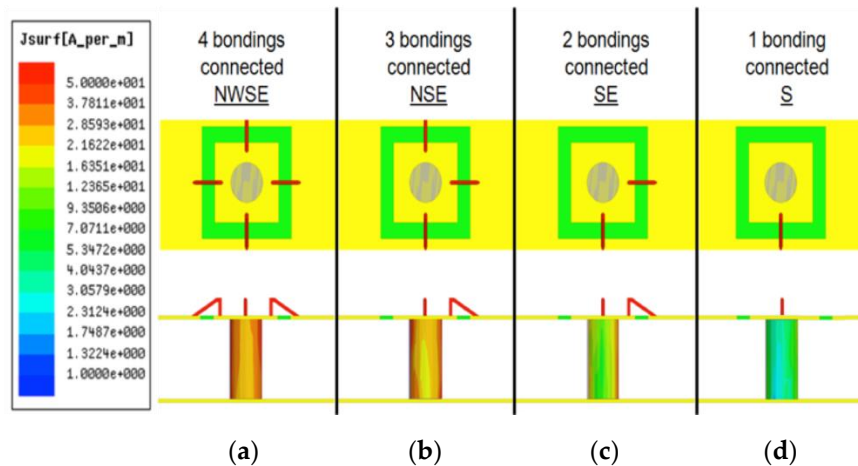 Jsurf[A_per_m]
5.0000e+001
3.7811e+001
2.8593e+001
2.1622e+001
1.6351e+001
1.2365e+001
9.3506e+000
7.0711e+000
5.3472e+000
4.0437e+000
3.0579e+000
2.3124e+000
1.7487e+000
1.3224e+000
1.0000e+000
4 bondings
connected
NWSE
3 bondings
connected
NSE
2 bondings
connected
SE
1 bonding
connected
S
(a)
(b)
(c)
(d)